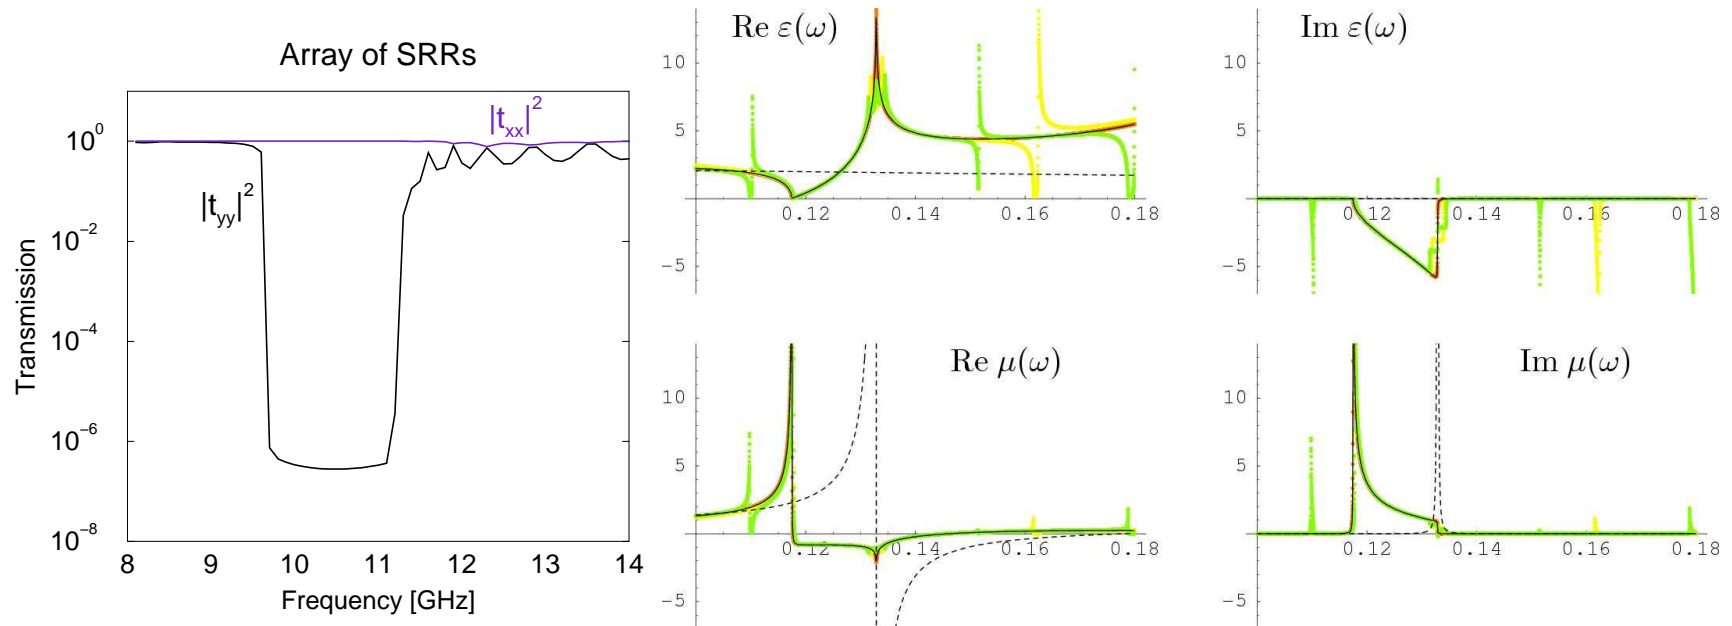 Array of SRRs
|t_xx|^2
|t_yy|^2
Transmission
10^0
10^−2
10^−4
10^−6
10^−8
8 9 10 11 12 13 14
Frequency [GHz]
Re ε(ω)
10
5
−5
0.12 0.14 0.16 0.18
Im ε(ω)
10
5
−5
0.12 0.14 0.16 0.18
Re μ(ω)
10
5
−5
0.12 0.14 0.16 0.18
Im μ(ω)
10
5
−5
0.12 0.14 0.16 0.18